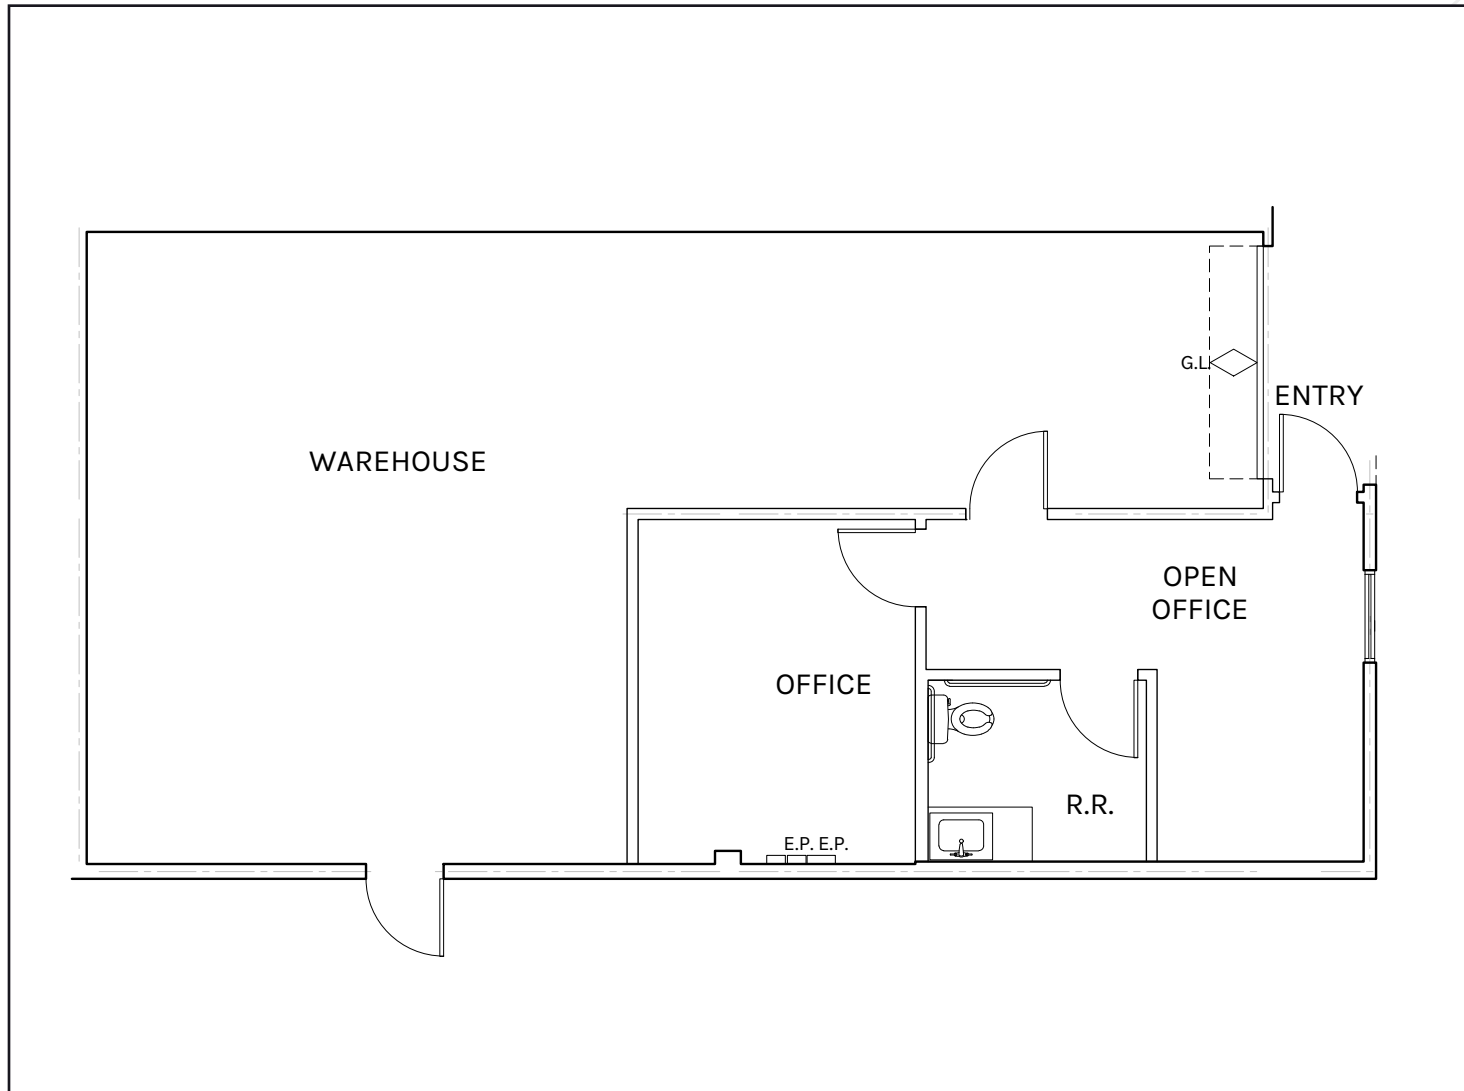 G.L.
ENTRY
WAREHOUSE
OPEN
OFFICE
OFFICE
R.R.
E.P. E.P.